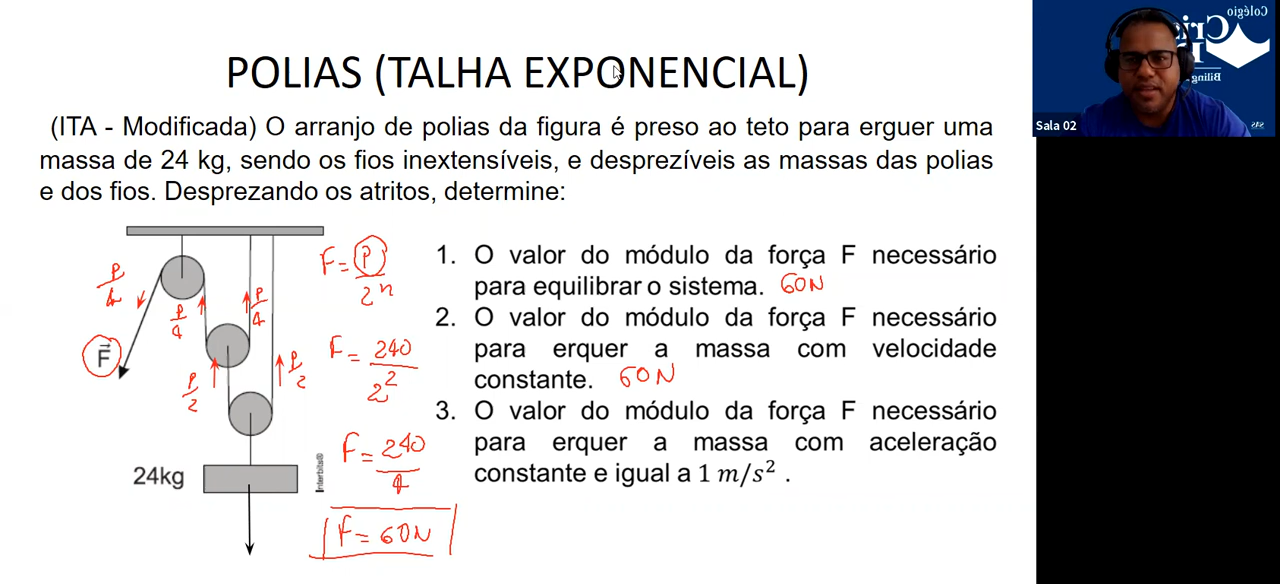 POLIAS (TALHA EXPONENCIAL)
(ITA - Modificada) O arranjo de polias da figura é preso ao teto para erguer uma
massa de 24 kg, sendo os fios inextensíveis, e desprezíveis as massas das polias
e dos fios. Desprezando os atritos, determine:
1. O valor do módulo da força F necessário
para equilibrar o sistema. 60N
2. O valor do módulo da força F necessário
para erquer a massa com velocidade
constante. 60N
3. O valor do módulo da força F necessário
para erquer a massa com aceleração
constante e igual a 1 m/s² .
P/4
P/4
P/4
F
P/2
P/2
24kg
Interbits®
F = P/2ⁿ
F = 240/2²
F = 240/4
F = 60N
Colégio
Sala 02
SAS